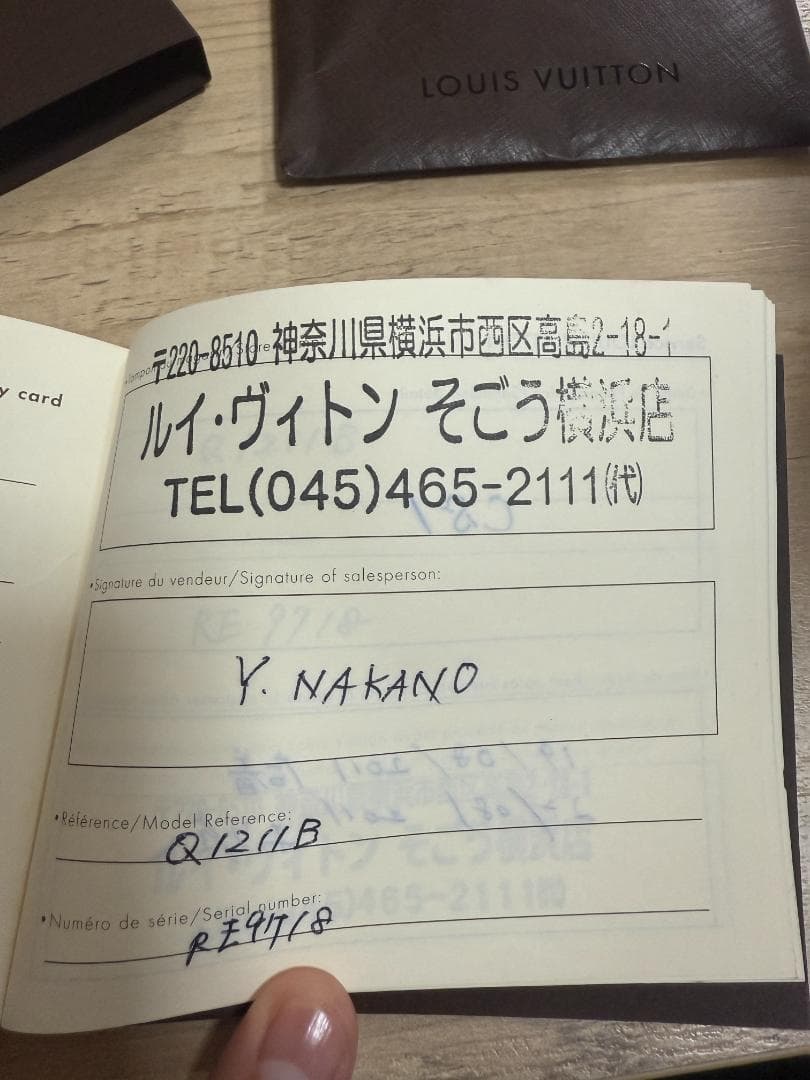 LOUIS VUITTON
y card
〒220-8510 神奈川県横浜市西区高島2-18-1
ルイ・ヴィトン そごう横浜店
TEL(045)465-2111㈹
•Signature du vendeur/Signature of salesperson:
Y. NAKANO
•Référence/Model Reference:
Q1211B
•Numéro de série/Serial number:
RE9718